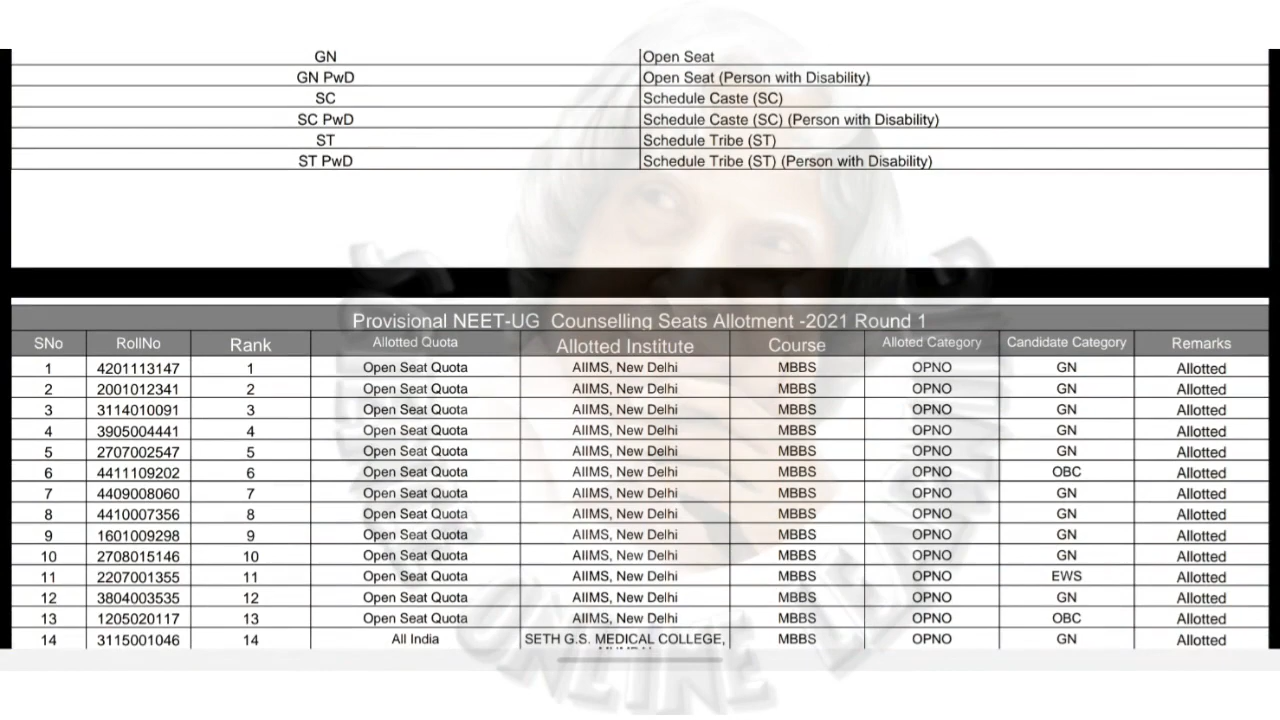 GN Open Seat
GN PwD Open Seat (Person with Disability)
SC Schedule Caste (SC)
SC PwD Schedule Caste (SC) (Person with Disability)
ST Schedule Tribe (ST)
ST PwD Schedule Tribe (ST) (Person with Disability)
Provisional NEET-UG Counselling Seats Allotment -2021 Round 1
SNo RollNo Rank Allotted Quota Allotted Institute Course Alloted Category Candidate Category Remarks
1 4201113147 1 Open Seat Quota AIIMS, New Delhi MBBS OPNO GN Allotted
2 2001012341 2 Open Seat Quota AIIMS, New Delhi MBBS OPNO GN Allotted
3 3114010091 3 Open Seat Quota AIIMS, New Delhi MBBS OPNO GN Allotted
4 3905004441 4 Open Seat Quota AIIMS, New Delhi MBBS OPNO GN Allotted
5 2707002547 5 Open Seat Quota AIIMS, New Delhi MBBS OPNO GN Allotted
6 4411109202 6 Open Seat Quota AIIMS, New Delhi MBBS OPNO OBC Allotted
7 4409008060 7 Open Seat Quota AIIMS, New Delhi MBBS OPNO GN Allotted
8 4410007356 8 Open Seat Quota AIIMS, New Delhi MBBS OPNO GN Allotted
9 1601009298 9 Open Seat Quota AIIMS, New Delhi MBBS OPNO GN Allotted
10 2708015146 10 Open Seat Quota AIIMS, New Delhi MBBS OPNO GN Allotted
11 2207001355 11 Open Seat Quota AIIMS, New Delhi MBBS OPNO EWS Allotted
12 3804003535 12 Open Seat Quota AIIMS, New Delhi MBBS OPNO GN Allotted
13 1205020117 13 Open Seat Quota AIIMS, New Delhi MBBS OPNO OBC Allotted
14 3115001046 14 All India SETH G.S. MEDICAL COLLEGE, MBBS OPNO GN Allotted
ONLINE